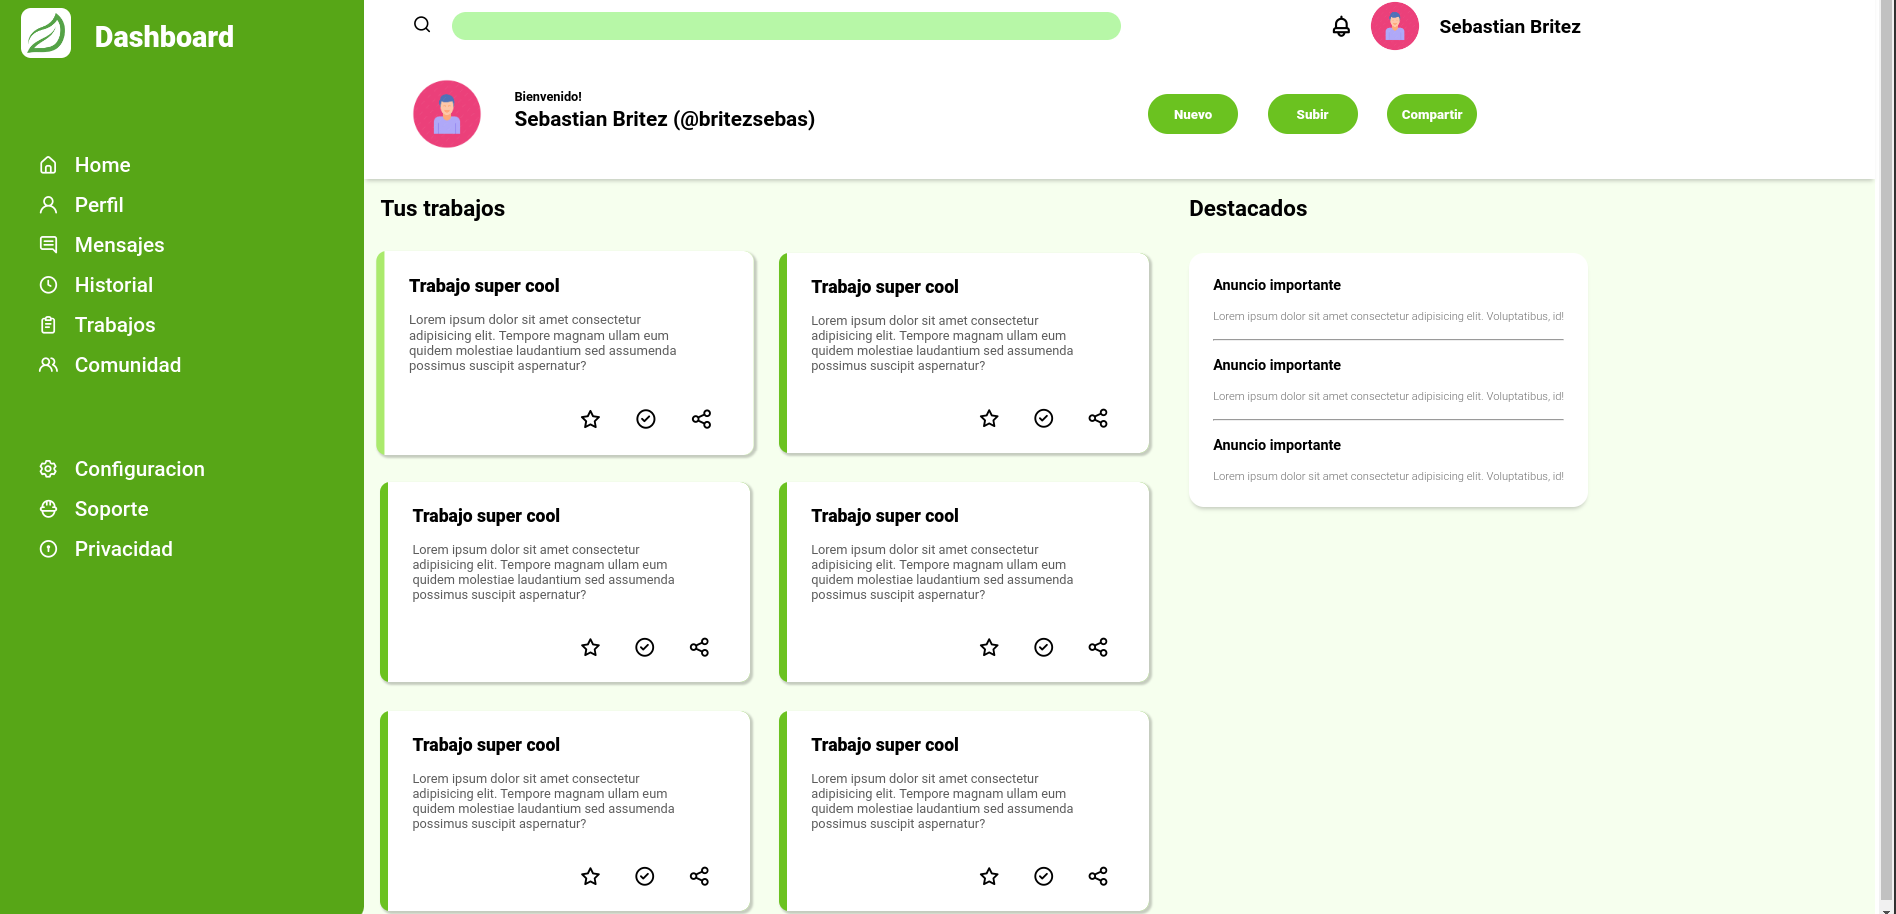 Dashboard
Home
Perfil
Mensajes
Historial
Trabajos
Comunidad
Configuracion
Soporte
Privacidad
Sebastian Britez
Bienvenido!
Sebastian Britez (@britezsebas)
Nuevo
Subir
Compartir
Tus trabajos
Trabajo super cool
Lorem ipsum dolor sit amet consectetur
adipisicing elit. Tempore magnam ullam eum
quidem molestiae laudantium sed assumenda
possimus suscipit aspernatur?
Trabajo super cool
Lorem ipsum dolor sit amet consectetur
adipisicing elit. Tempore magnam ullam eum
quidem molestiae laudantium sed assumenda
possimus suscipit aspernatur?
Trabajo super cool
Lorem ipsum dolor sit amet consectetur
adipisicing elit. Tempore magnam ullam eum
quidem molestiae laudantium sed assumenda
possimus suscipit aspernatur?
Trabajo super cool
Lorem ipsum dolor sit amet consectetur
adipisicing elit. Tempore magnam ullam eum
quidem molestiae laudantium sed assumenda
possimus suscipit aspernatur?
Trabajo super cool
Lorem ipsum dolor sit amet consectetur
adipisicing elit. Tempore magnam ullam eum
quidem molestiae laudantium sed assumenda
possimus suscipit aspernatur?
Trabajo super cool
Lorem ipsum dolor sit amet consectetur
adipisicing elit. Tempore magnam ullam eum
quidem molestiae laudantium sed assumenda
possimus suscipit aspernatur?
Destacados
Anuncio importante
Lorem ipsum dolor sit amet consectetur adipisicing elit. Voluptatibus, id!
Anuncio importante
Lorem ipsum dolor sit amet consectetur adipisicing elit. Voluptatibus, id!
Anuncio importante
Lorem ipsum dolor sit amet consectetur adipisicing elit. Voluptatibus, id!